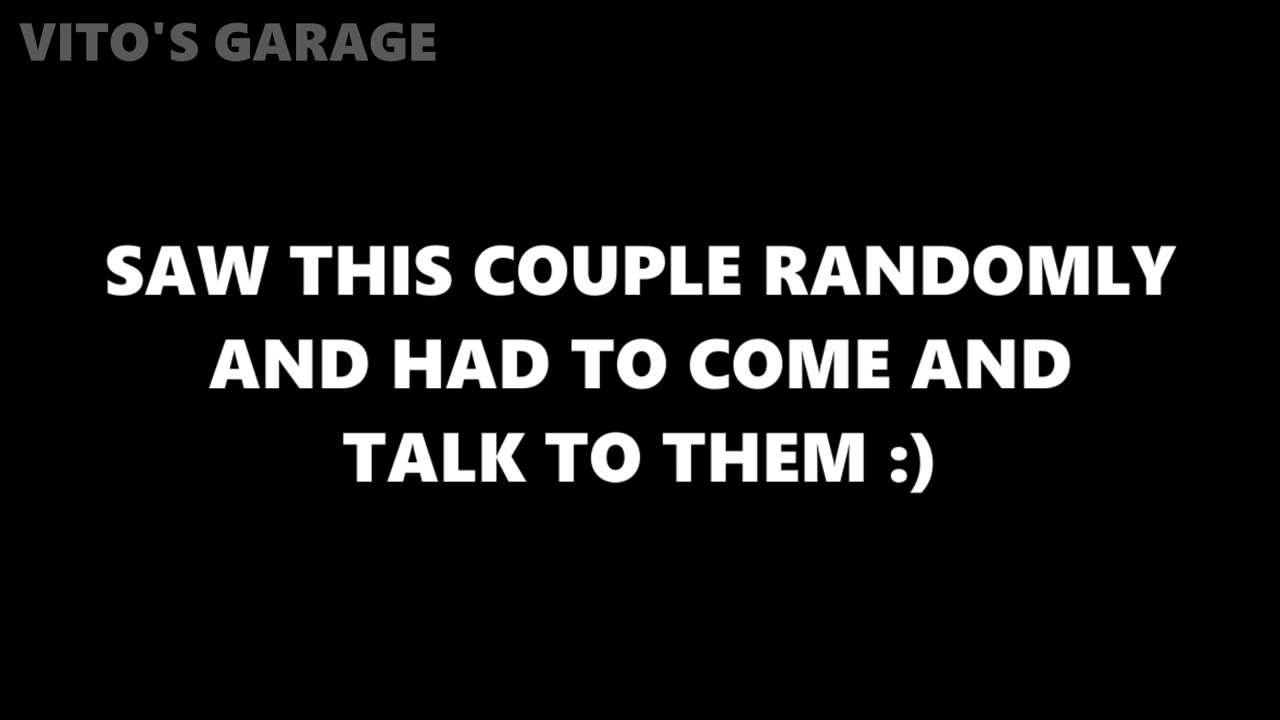 VITO'S GARAGE
SAW THIS COUPLE RANDOMLY
AND HAD TO COME AND
TALK TO THEM :)